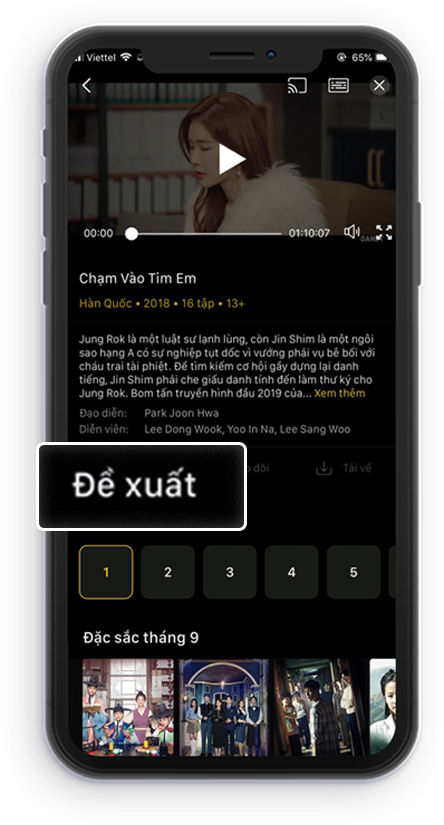 Viettel
65%
00:00
01:10:07
Chạm Vào Tim Em
Hàn Quốc • 2018 • 16 tập • 13+
Jung Rok là một luật sư lạnh lùng, còn Jin Shim là một ngôi
sao hạng A có sự nghiệp tụt dốc vì vướng phải vụ bê bối với
cháu trai tài phiệt. Để tìm kiếm cơ hội gấy dựng lại danh
tiếng, Jin Shim phải che giấu danh tính đến làm thư ký cho
Jung Rok. Bom tấn truyền hình đầu 2019 của... Xem thêm
Đạo diễn: Park Joon Hwa
Diễn viên: Lee Dong Wook, Yoo In Na, Lee Sang Woo
Đề xuất
dõi
Tải về
1 2 3 4 5
Đặc sắc tháng 9